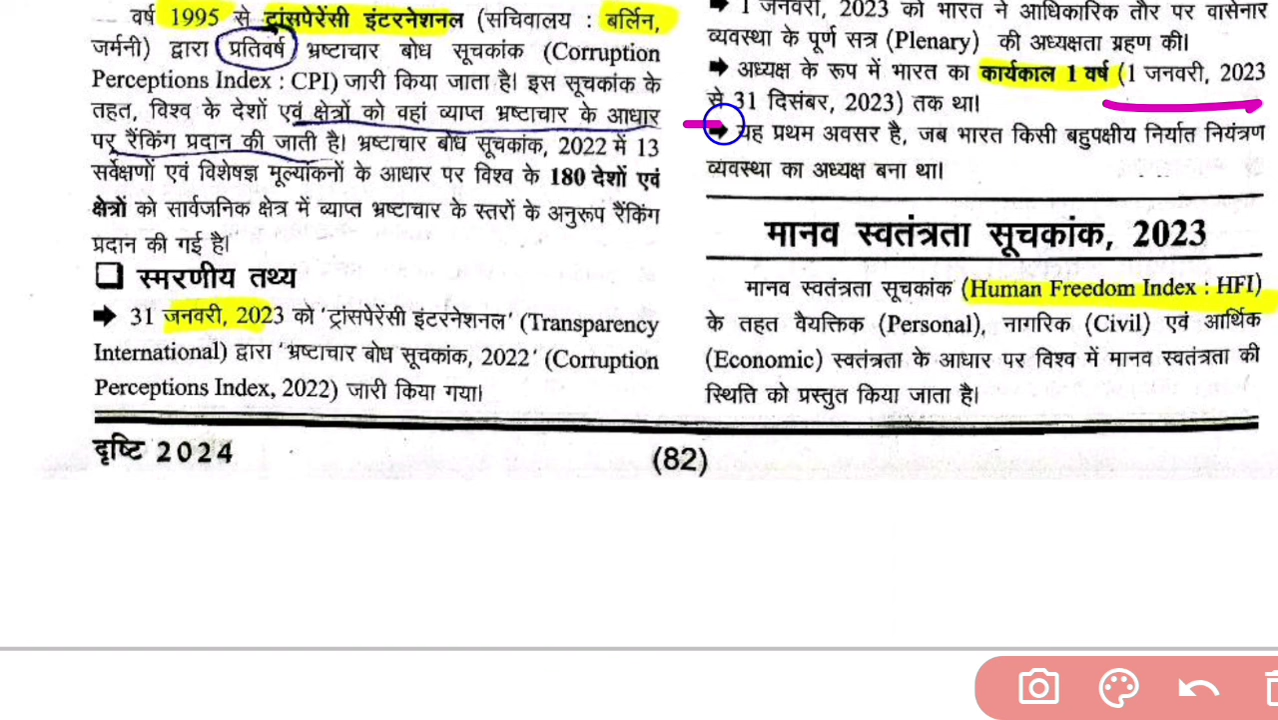 वर्ष 1995 से ट्रांसपेरेंसी इंटरनेशनल (सचिवालय : बर्लिन,
जर्मनी) द्वारा प्रतिवर्ष भ्रष्टाचार बोध सूचकांक (Corruption
Perceptions Index : CPI) जारी किया जाता है। इस सूचकांक के
तहत, विश्व के देशों एवं क्षेत्रों को वहां व्याप्त भ्रष्टाचार के आधार
पर रैंकिंग प्रदान की जाती है। भ्रष्टाचार बोध सूचकांक, 2022 में 13
सर्वेक्षणों एवं विशेषज्ञ मूल्यांकनों के आधार पर विश्व के 180 देशों एवं
क्षेत्रों को सार्वजनिक क्षेत्र में व्याप्त भ्रष्टाचार के स्तरों के अनुरूप रैंकिंग
प्रदान की गई है।
❑ स्मरणीय तथ्य
➡ 31 जनवरी, 2023 को 'ट्रांसपेरेंसी इंटरनेशनल' (Transparency
International) द्वारा 'भ्रष्टाचार बोध सूचकांक, 2022' (Corruption
Perceptions Index, 2022) जारी किया गया।
➡ 1 जनवरी, 2023 को भारत ने आधिकारिक तौर पर वासेनार
व्यवस्था के पूर्ण सत्र (Plenary) की अध्यक्षता ग्रहण की।
➡ अध्यक्ष के रूप में भारत का कार्यकाल 1 वर्ष (1 जनवरी, 2023
से 31 दिसंबर, 2023) तक था।
➡ यह प्रथम अवसर है, जब भारत किसी बहुपक्षीय निर्यात नियंत्रण
व्यवस्था का अध्यक्ष बना था।
मानव स्वतंत्रता सूचकांक, 2023
मानव स्वतंत्रता सूचकांक (Human Freedom Index : HFI)
के तहत वैयक्तिक (Personal), नागरिक (Civil) एवं आर्थिक
(Economic) स्वतंत्रता के आधार पर विश्व में मानव स्वतंत्रता की
स्थिति को प्रस्तुत किया जाता है।
दृष्टि 2024
(82)